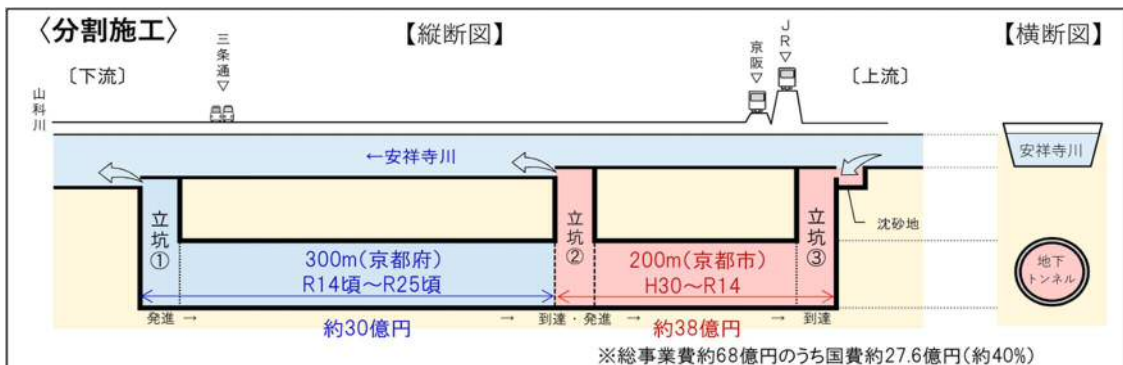 〈分割施工〉
【縦断図】
【横断図】
三条通▽
京阪▽
JR▽
〔下流〕
〔上流〕
山科川
←安祥寺川
安祥寺川
沈砂地
立坑①
立坑②
立坑③
300m(京都府)
R14頃～R25頃
200m(京都市)
H30～R14
地下
トンネル
発進 →
→ 到達・発進 →
→ 到達
約30億円
約38億円
※総事業費約68億円のうち国費約27.6億円(約40%)